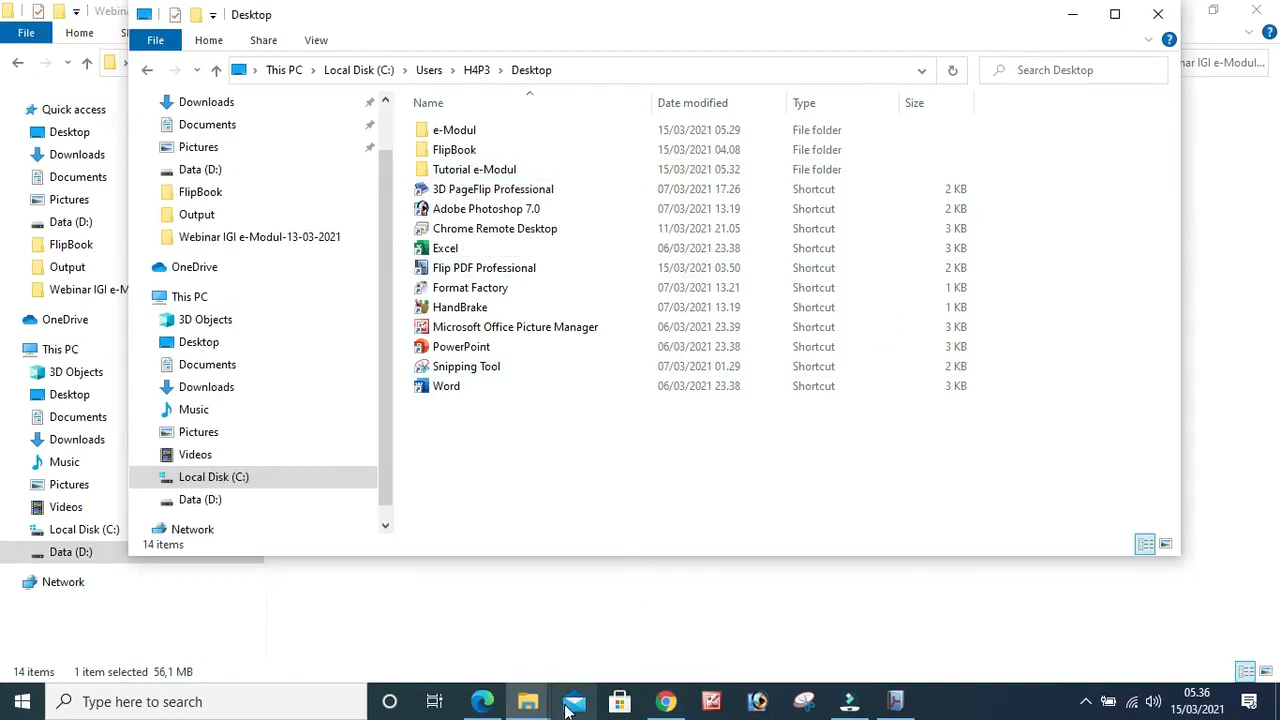 Webin
Desktop
File
Home
S
File
Home
Share
View
This PC
Local Disk (C:)
Users
H4P3
Desktop
Search Desktop
nar IGI e-Modul...
Quick access
Desktop
Downloads
Documents
Pictures
Data (D:)
FlipBook
Output
Webinar IGI e-M
OneDrive
This PC
3D Objects
Desktop
Documents
Downloads
Music
Pictures
Videos
Local Disk (C:)
Data (D:)
Network
Downloads
Documents
Pictures
Data (D:)
FlipBook
Output
Webinar IGI e-Modul-13-03-2021
OneDrive
This PC
3D Objects
Desktop
Documents
Downloads
Music
Pictures
Videos
Local Disk (C:)
Data (D:)
Network
Name Date modified Type Size
e-Modul 15/03/2021 05.29 File folder
FlipBook 15/03/2021 04.08 File folder
Tutorial e-Modul 15/03/2021 05.32 File folder
3D PageFlip Professional 07/03/2021 17.26 Shortcut 2 KB
Adobe Photoshop 7.0 07/03/2021 13.19 Shortcut 2 KB
Chrome Remote Desktop 11/03/2021 21.05 Shortcut 3 KB
Excel 06/03/2021 23.38 Shortcut 3 KB
Flip PDF Professional 15/03/2021 03.50 Shortcut 2 KB
Format Factory 07/03/2021 13.21 Shortcut 1 KB
HandBrake 07/03/2021 13.19 Shortcut 1 KB
Microsoft Office Picture Manager 06/03/2021 23.39 Shortcut 3 KB
PowerPoint 06/03/2021 23.38 Shortcut 3 KB
Snipping Tool 07/03/2021 01.29 Shortcut 2 KB
Word 06/03/2021 23.38 Shortcut 3 KB
14 items
14 items 1 item selected 56,1 MB
Type here to search
05.36
15/03/2021